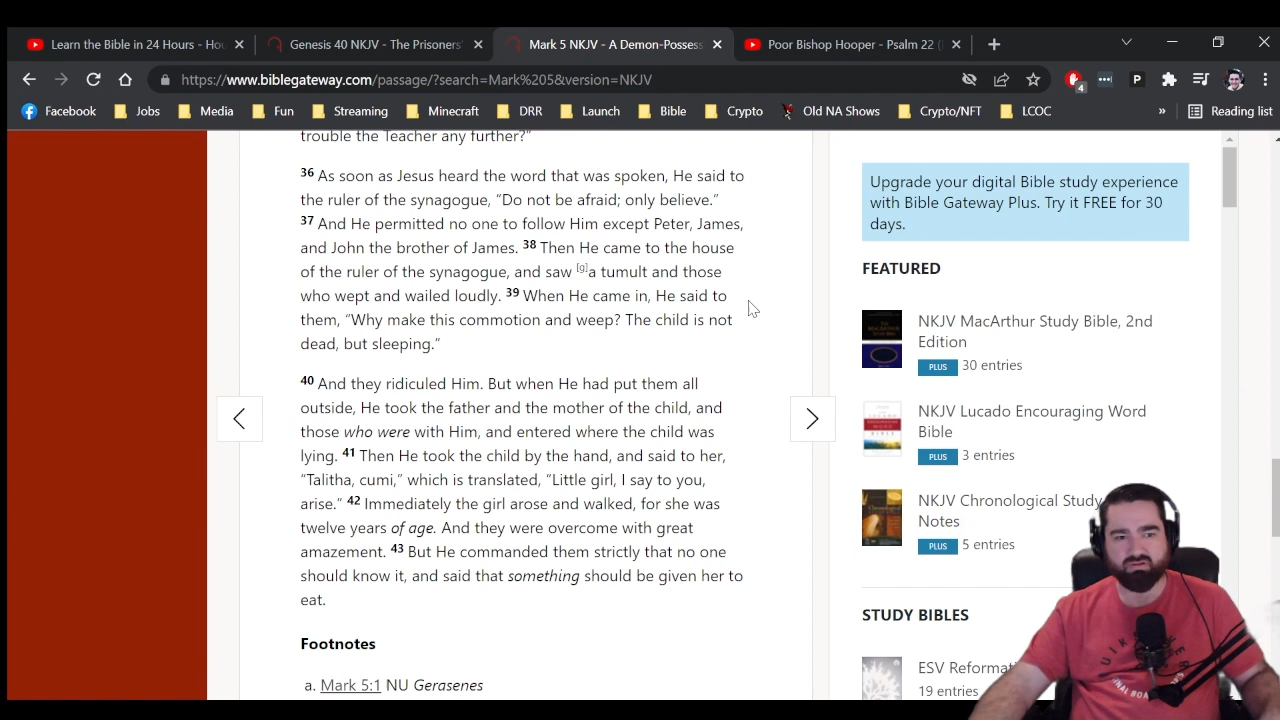 Learn the Bible in 24 Hours - Hou
Genesis 40 NKJV - The Prisoners'
Mark 5 NKJV - A Demon-Possess
Poor Bishop Hooper - Psalm 22 (
https://www.biblegateway.com/passage/?search=Mark%205&version=NKJV
4
P
Facebook
Jobs
Media
Fun
Streaming
Minecraft
DRR
Launch
Bible
Crypto
Old NA Shows
Crypto/NFT
LCOC
»
Reading list
trouble the Teacher any further?”
36 As soon as Jesus heard the word that was spoken, He said to
the ruler of the synagogue, “Do not be afraid; only believe.”
37 And He permitted no one to follow Him except Peter, James,
and John the brother of James. 38 Then He came to the house
of the ruler of the synagogue, and saw [g]a tumult and those
who wept and wailed loudly. 39 When He came in, He said to
them, “Why make this commotion and weep? The child is not
dead, but sleeping.”
40 And they ridiculed Him. But when He had put them all
outside, He took the father and the mother of the child, and
those who were with Him, and entered where the child was
lying. 41 Then He took the child by the hand, and said to her,
“Talitha, cumi,” which is translated, “Little girl, I say to you,
arise.” 42 Immediately the girl arose and walked, for she was
twelve years of age. And they were overcome with great
amazement. 43 But He commanded them strictly that no one
should know it, and said that something should be given her to
eat.
Footnotes
a. Mark 5:1 NU Gerasenes
Upgrade your digital Bible study experience
with Bible Gateway Plus. Try it FREE for 30
days.
FEATURED
NKJV MacArthur Study Bible, 2nd
Edition
PLUS 30 entries
NKJV Lucado Encouraging Word
Bible
PLUS 3 entries
NKJV Chronological Study
Notes
PLUS 5 entries
STUDY BIBLES
ESV Reformati
19 entries